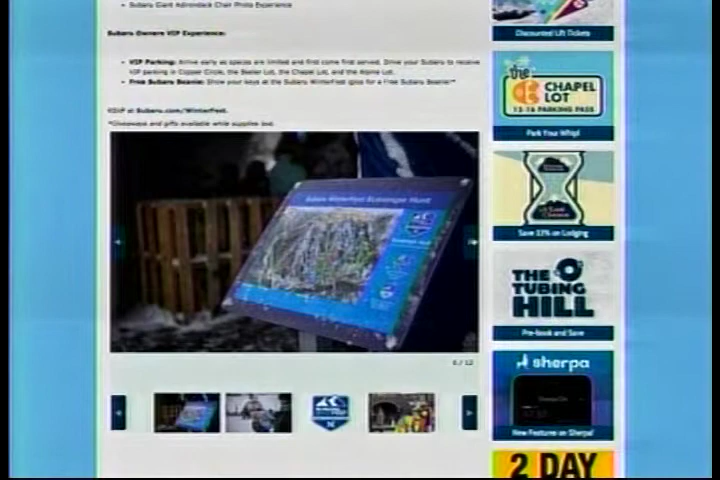 Subaru Giant Adirondack Chair Photo Experience
Subaru Owners VIP Experience:
VIP Parking: Arrive early as spaces are limited and first come first served. Drive your Subaru to receive
VIP parking in Copper Circle, the Beeler Lot, the Chapel Lot, and the Alpine Lot.
Free Subaru Beanie: Show your keys at the Subaru WinterFest igloo for a Free Subaru Beanie!*
RSVP at Subaru.com/WinterFest.
*Giveaways and gifts available while supplies last.
Subaru WinterFest Scavenger Hunt
Discounted Lift Tickets
the
CHAPEL
LOT
15-16 PARKING PASS
Park Your Whip!
Save 33% on Lodging
THE
TUBING
HILL
Pre-book and Save
sherpa
New Features on Sherpa!
2 DAY